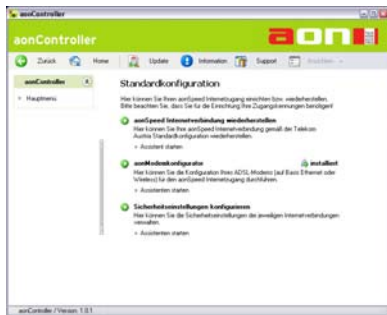 aonController
aonController
aon
Zurück Home Update Information Support
aonController
Hauptmenü
Standardkonfiguration
Hier können Sie Ihren aonSpeed Internetzugang einrichten bzw. wiederherstellen.
Bitte beachten Sie, dass Sie für die Einrichtung Ihre Zugangskennungen benötigen!
aonSpeed Internetverbindung wiederherstellen
Hier können Sie Ihre aonSpeed Internetverbindung gemäß der Telekom
Austria Standardkonfiguration wiederherstellen.
» Assistent starten
aonModemkonfigurator installiert
Hier können Sie die Konfiguration Ihres ADSL-Modems (auf Basis Ethernet oder
Wireless) für den aonSpeed Internetzugang durchführen.
» Assistenten starten
Sicherheitseinstellungen konfigurieren
Hier können Sie die Sicherheitseinstellungen der jeweiligen Internetverbindungen
verwalten.
» Assistenten starten
aonController / Version: 1.0.1